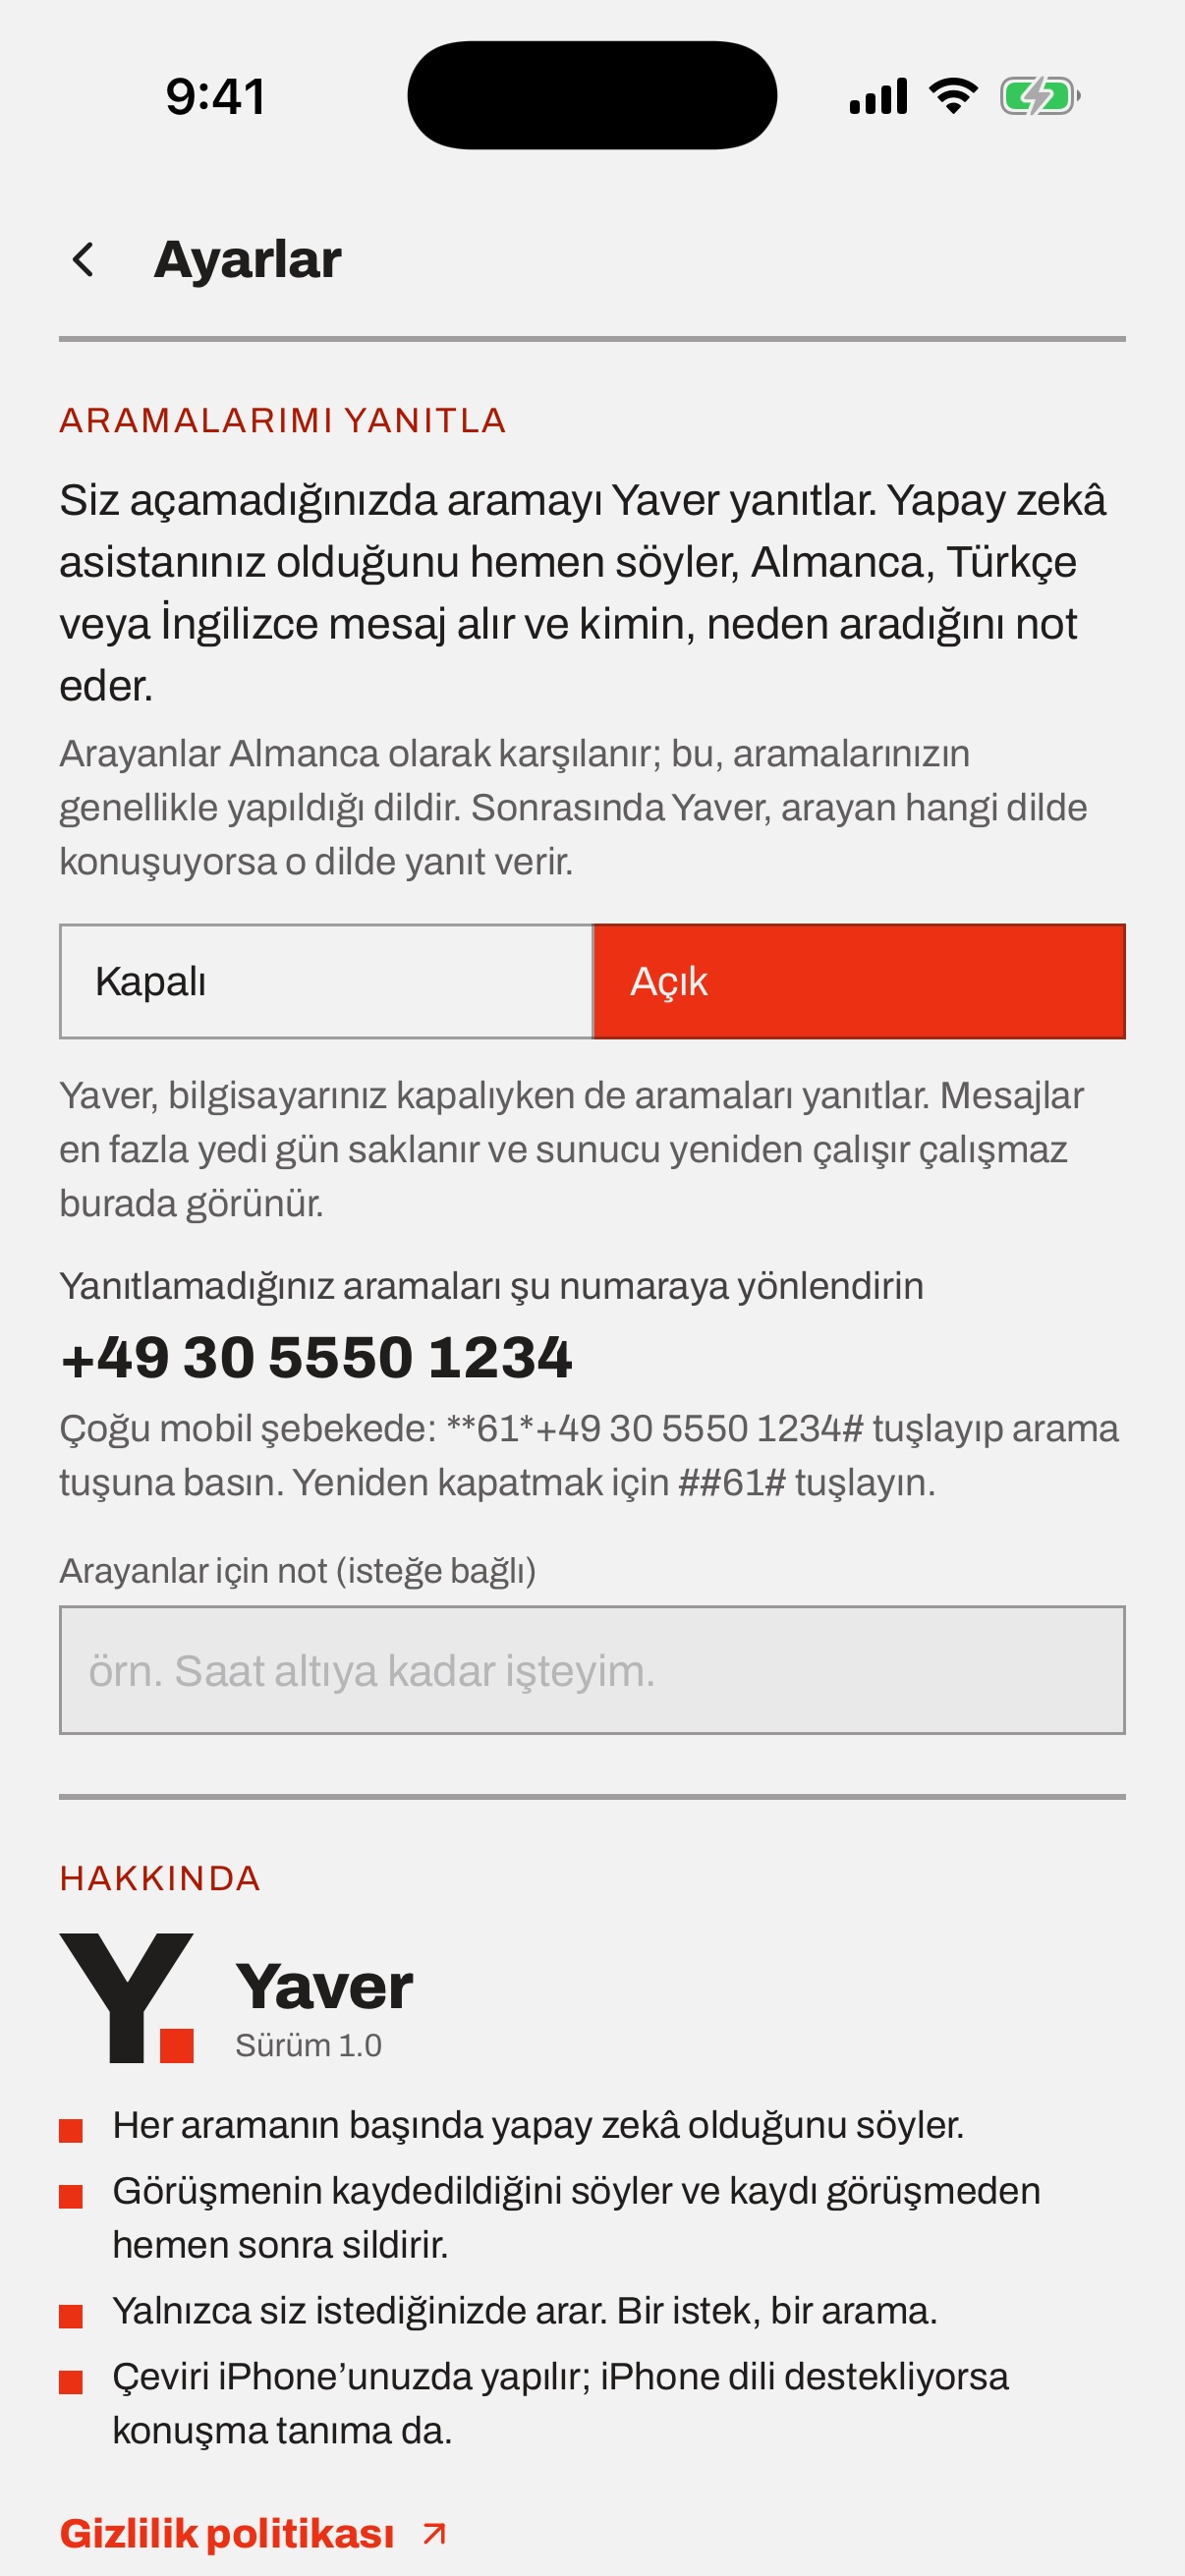 9:41
Ayarlar
ARAMALARIMI YANITLA
Siz açamadığınızda aramayı Yaver yanıtlar. Yapay zekâ
asistanınız olduğunu hemen söyler, Almanca, Türkçe
veya İngilizce mesaj alır ve kimin, neden aradığını not
eder.
Arayanlar Almanca olarak karşılanır; bu, aramalarınızın
genellikle yapıldığı dildir. Sonrasında Yaver, arayan hangi dilde
konuşuyorsa o dilde yanıt verir.
Kapalı
Açık
Yaver, bilgisayarınız kapalıyken de aramaları yanıtlar. Mesajlar
en fazla yedi gün saklanır ve sunucu yeniden çalışır çalışmaz
burada görünür.
Yanıtlamadığınız aramaları şu numaraya yönlendirin
+49 30 5550 1234
Çoğu mobil şebekede: **61*+49 30 5550 1234# tuşlayıp arama
tuşuna basın. Yeniden kapatmak için ##61# tuşlayın.
Arayanlar için not (isteğe bağlı)
örn. Saat altıya kadar işteyim.
HAKKINDA
Y.
Yaver
Sürüm 1.0
Her aramanın başında yapay zekâ olduğunu söyler.
Görüşmenin kaydedildiğini söyler ve kaydı görüşmeden
hemen sonra sildirir.
Yalnızca siz istediğinizde arar. Bir istek, bir arama.
Çeviri iPhone’unuzda yapılır; iPhone dili destekliyorsa
konuşma tanıma da.
Gizlilik politikası